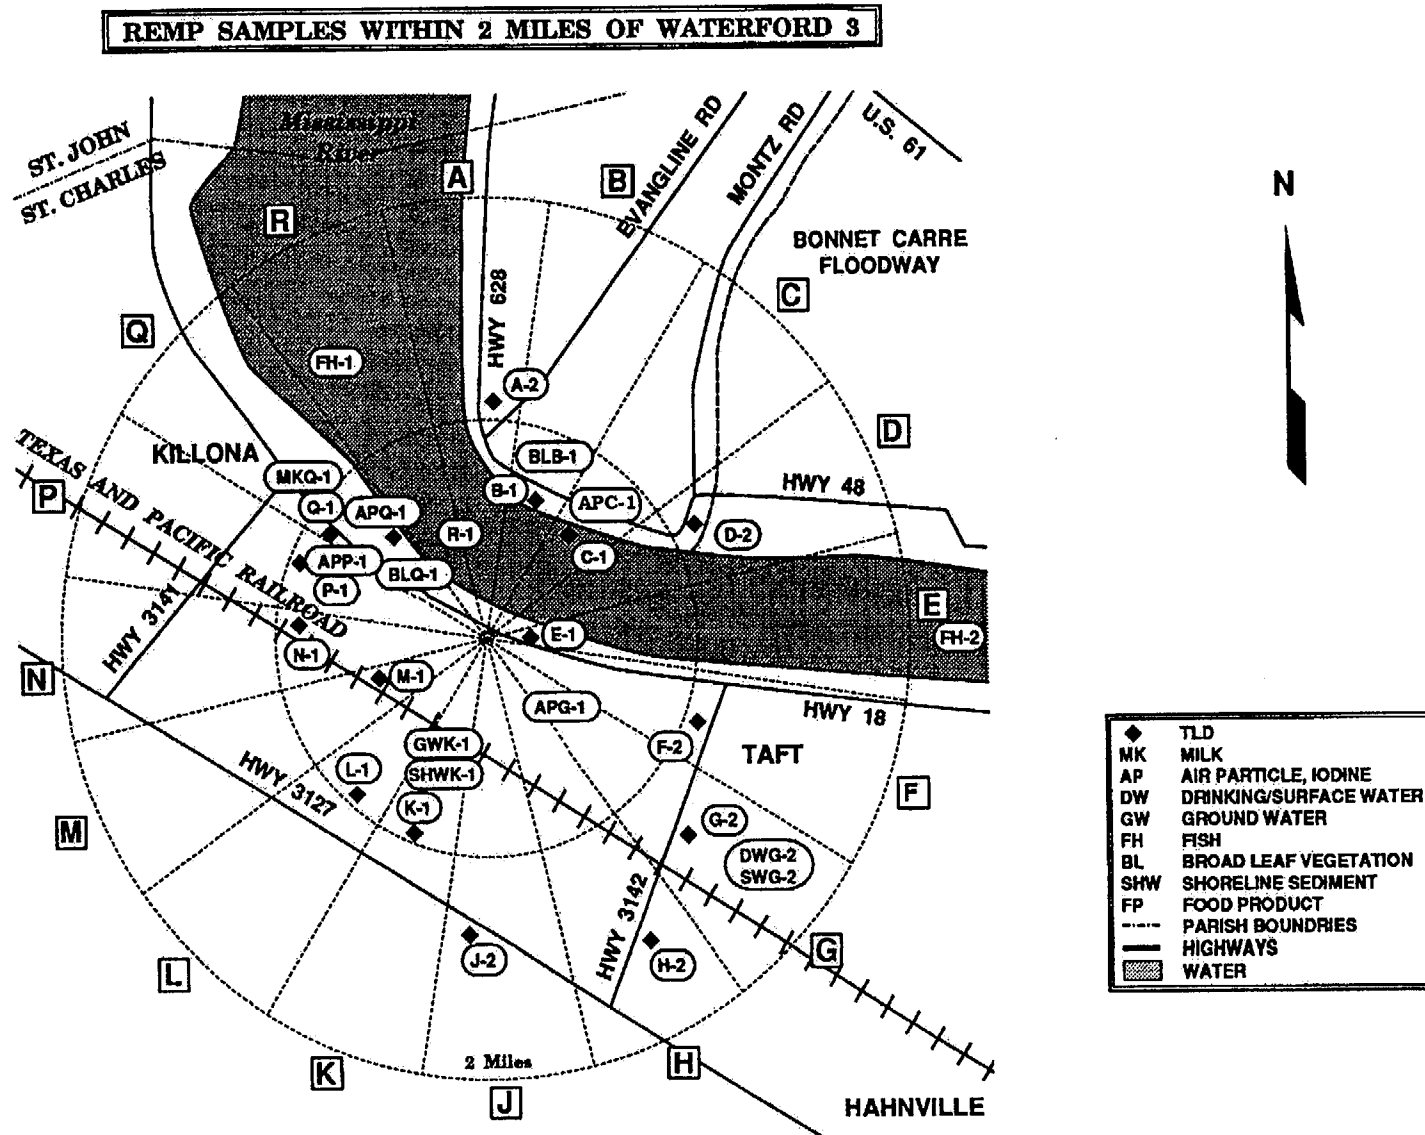 REMP SAMPLES WITHIN 2 MILES OF WATERFORD 3
Mississippi
River
ST. JOHN
ST. CHARLES
EVANGLINE RD
MONTZ RD
U.S. 61
N
A
B
R
BONNET CARRE
FLOODWAY
C
Q
HWY 628
FH-1
A-2
D
TEXAS AND PACIFIC RAILROAD
KILLONA
BLB-1
MKQ-1
HWY 48
P
B-1
APC-1
Q-1
APQ-1
R-1
D-2
C-1
APP-1
BLQ-1
P-1
HWY 3141
E
E-1
FH-2
N-1
N
M-1
APG-1
HWY 18
GWK-1
F-2
TAFT
HWY 3127
L-1
SHWK-1
K-1
F
G-2
M
DWG-2
SWG-2
HWY 3142
J-2
H-2
G
L
2 Miles
K
H
J
HAHNVILLE
TLD
MK MILK
AP AIR PARTICLE, IODINE
DW DRINKING/SURFACE WATER
GW GROUND WATER
FH FISH
BL BROAD LEAF VEGETATION
SHW SHORELINE SEDIMENT
FP FOOD PRODUCT
PARISH BOUNDRIES
HIGHWAYS
WATER